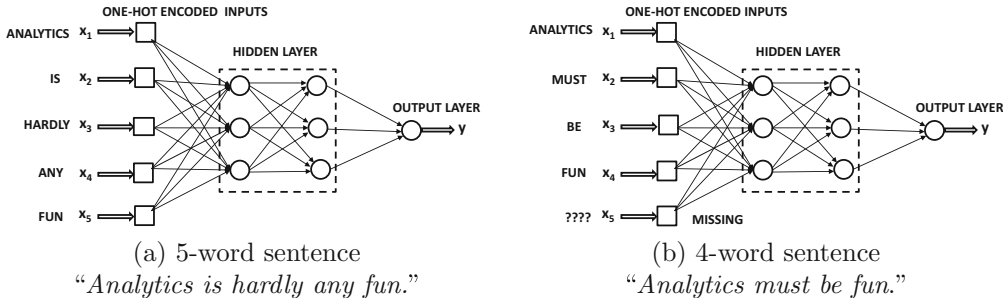 ONE-HOT ENCODED INPUTS
ANALYTICS x1
HIDDEN LAYER
IS x2
OUTPUT LAYER
HARDLY x3
y
ANY x4
FUN x5
(a) 5-word sentence
“Analytics is hardly any fun.”
ONE-HOT ENCODED INPUTS
ANALYTICS x1
HIDDEN LAYER
MUST x2
OUTPUT LAYER
BE x3
y
FUN x4
???? x5 MISSING
(b) 4-word sentence
“Analytics must be fun.”